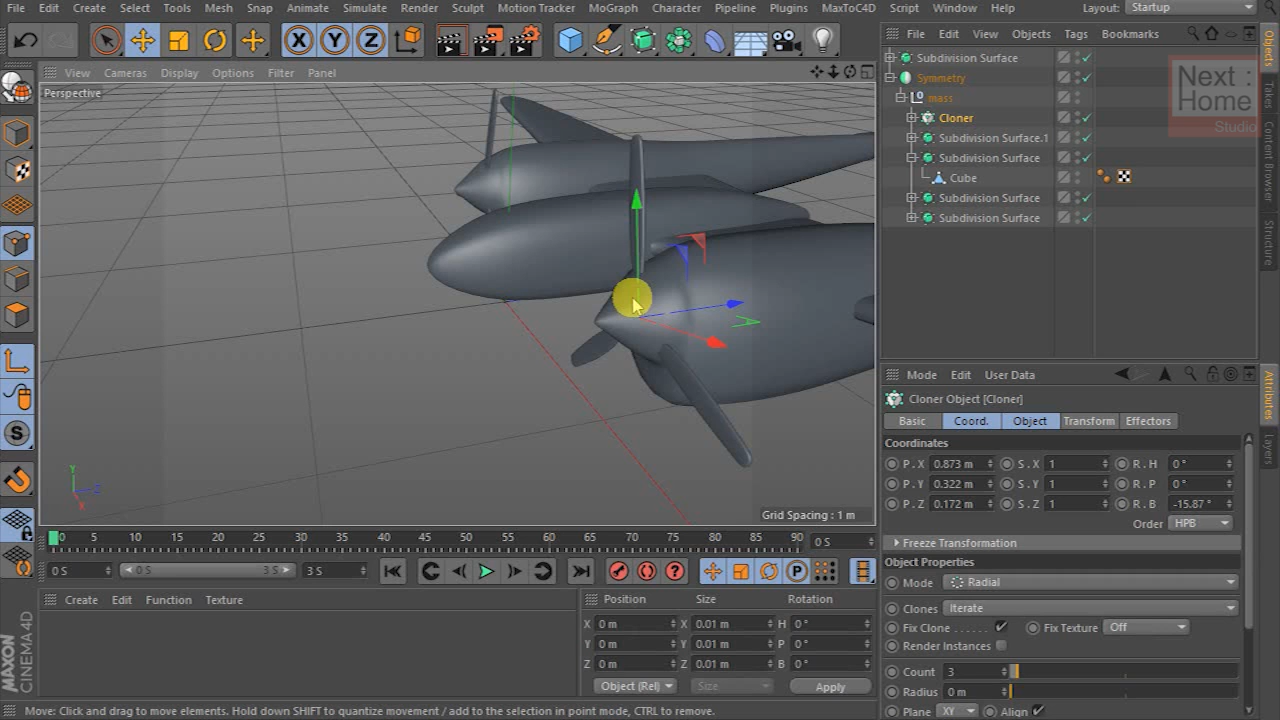 File Edit Create Select Tools Mesh Snap Animate Simulate Render Sculpt Motion Tracker MoGraph Character Pipeline Plugins MaxToC4D Script Window Help Layout: Startup
X Y Z
File Edit View Objects Tags Bookmarks
View Cameras Display Options Filter Panel
Perspective
Subdivision Surface
Symmetry
mass
Cloner
Subdivision Surface.1
Subdivision Surface
Cube
Subdivision Surface
Subdivision Surface
Next :
Home
Studio
Objects
Takes
Content Browser
Structure
Mode Edit User Data
Cloner Object [Cloner]
Basic Coord. Object Transform Effectors
Coordinates
P . X 0.873 m S . X 1 R . H 0 °
P . Y 0.322 m S . Y 1 R . P 0 °
P . Z 0.172 m S . Z 1 R . B -15.87 °
Order HPB
Freeze Transformation
Object Properties
Mode Radial
Clones Iterate
Fix Clone . . . . . . Fix Texture Off
Render Instances
Count 3
Radius 0 m
Plane XY Align
Attributes
Layers
Y
Z
X
Grid Spacing : 1 m
0 5 10 15 20 25 30 35 40 45 50 55 60 65 70 75 80 85 90 0 S
0 S 0 S 3 S 3 S
P
Create Edit Function Texture
Position Size Rotation
X 0 m X 0.01 m H 0 °
Y 0 m Y 0.01 m P 0 °
Z 0 m Z 0.01 m B 0 °
Object (Rel) Size Apply
MAXON
CINEMA 4D
Move: Click and drag to move elements. Hold down SHIFT to quantize movement / add to the selection in point mode, CTRL to remove.